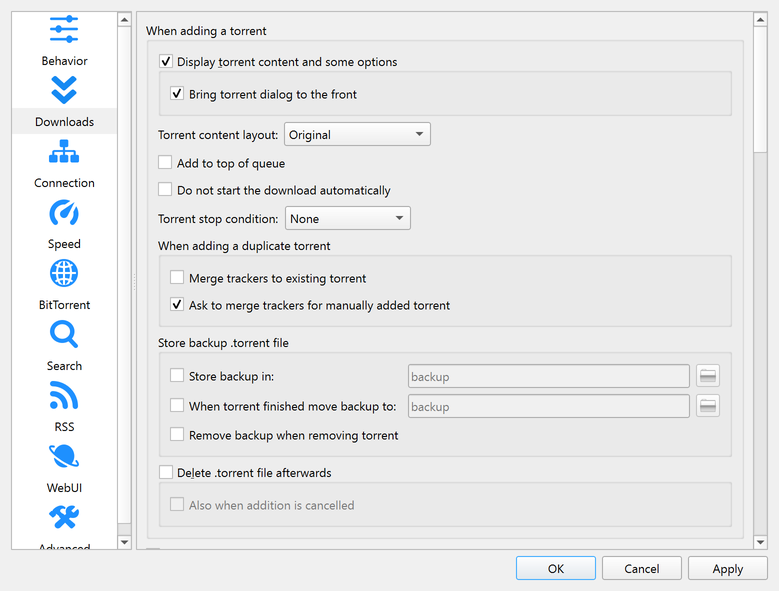 Behavior
Downloads
Connection
Speed
BitTorrent
Search
RSS
WebUI
Advanced
When adding a torrent
Display torrent content and some options
Bring torrent dialog to the front
Torrent content layout: Original
Add to top of queue
Do not start the download automatically
Torrent stop condition: None
When adding a duplicate torrent
Merge trackers to existing torrent
Ask to merge trackers for manually added torrent
Store backup .torrent file
Store backup in: backup
When torrent finished move backup to: backup
Remove backup when removing torrent
Delete .torrent file afterwards
Also when addition is cancelled
OK Cancel Apply